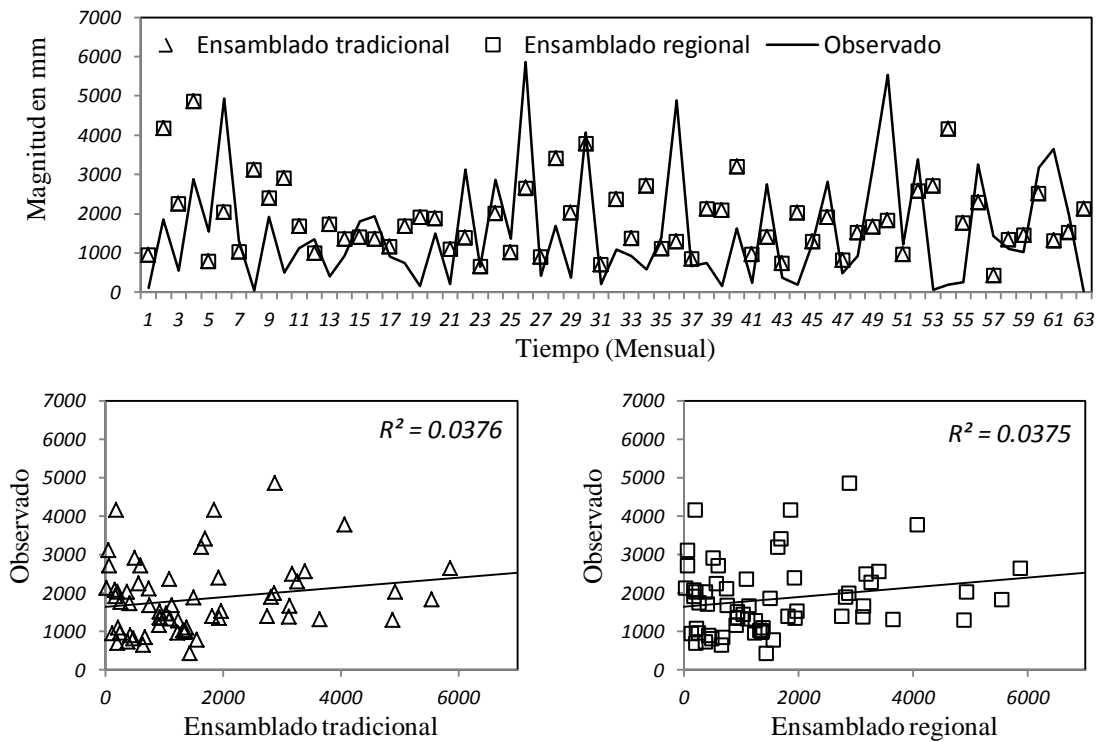 7000
6000
5000
4000
3000
2000
1000
0
Magnitud en mm
Ensamblado tradicional Ensamblado regional Observado
1 3 5 7 9 11 13 15 17 19 21 23 25 27 29 31 33 35 37 39 41 43 45 47 49 51 53 55 57 59 61 63
Tiempo (Mensual)
7000
6000
5000
4000
3000
2000
1000
0
Observado
R² = 0.0376
0 2000 4000 6000
Ensamblado tradicional
7000
6000
5000
4000
3000
2000
1000
0
Observado
R² = 0.0375
0 2000 4000 6000
Ensamblado regional